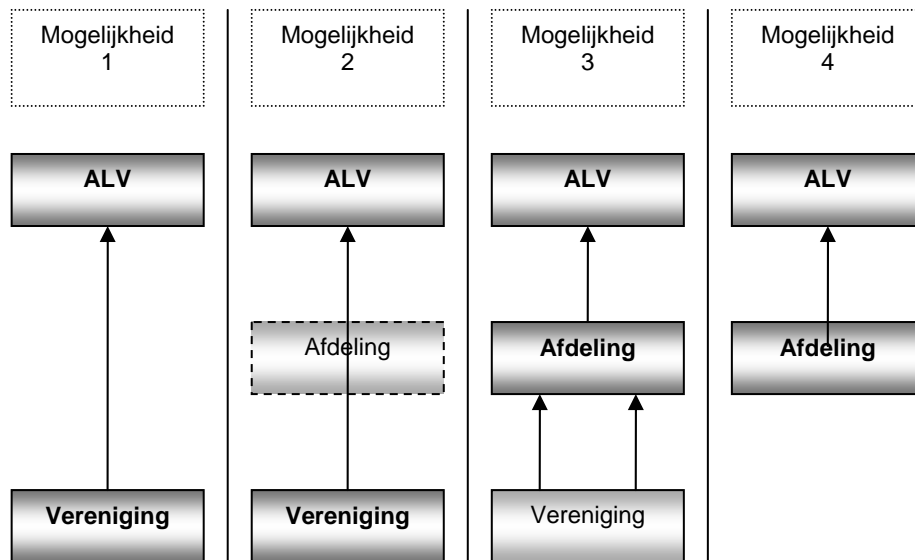 Mogelijkheid
1
Mogelijkheid
2
Mogelijkheid
3
Mogelijkheid
4
ALV
ALV
ALV
ALV
Afdeling
Afdeling
Afdeling
Vereniging
Vereniging
Vereniging